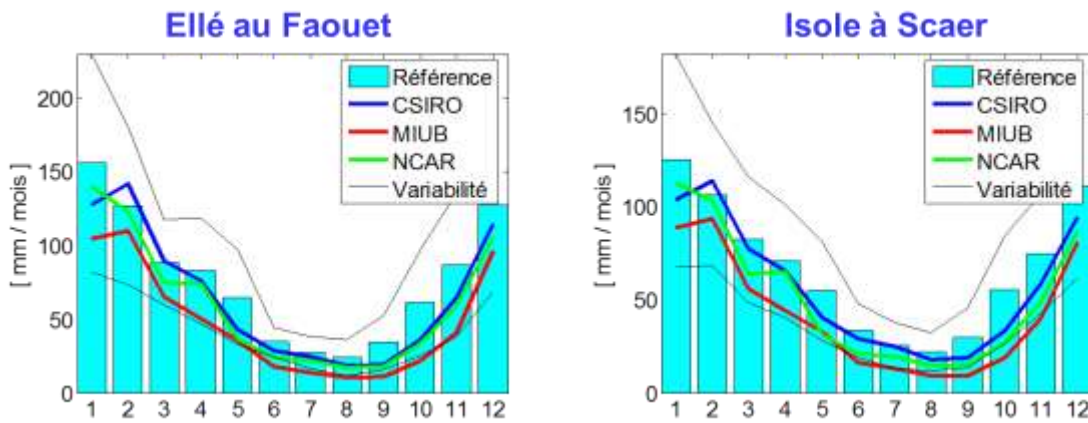 Ellé au Faouet
[ mm / mois ]
200
150
100
50
0
Référence
CSIRO
MIUB
NCAR
Variabilité
1 2 3 4 5 6 7 8 9 10 11 12
Isole à Scaer
[ mm / mois ]
150
100
50
0
Référence
CSIRO
MIUB
NCAR
Variabilité
1 2 3 4 5 6 7 8 9 10 11 12